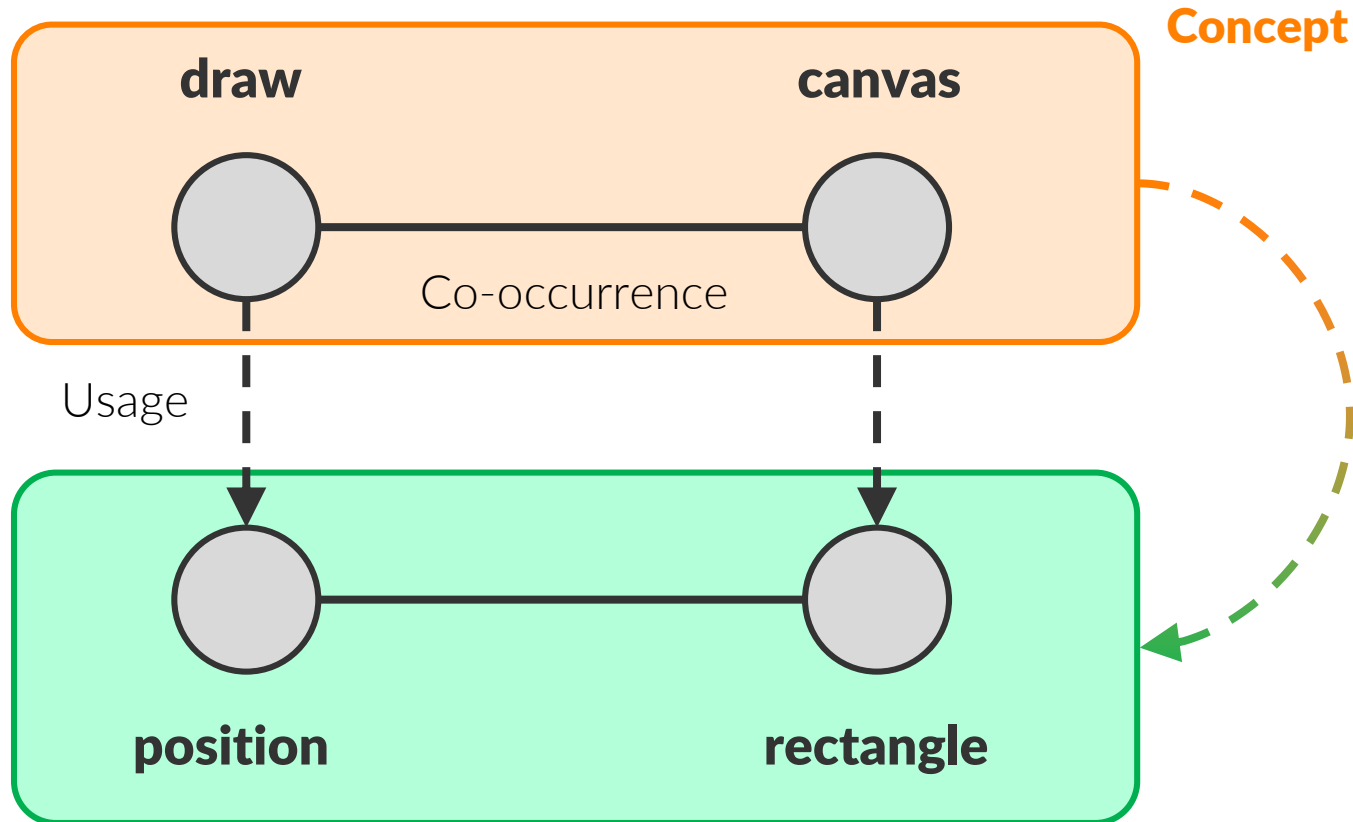 Concept
draw
canvas
Co-occurrence
Usage
position
rectangle